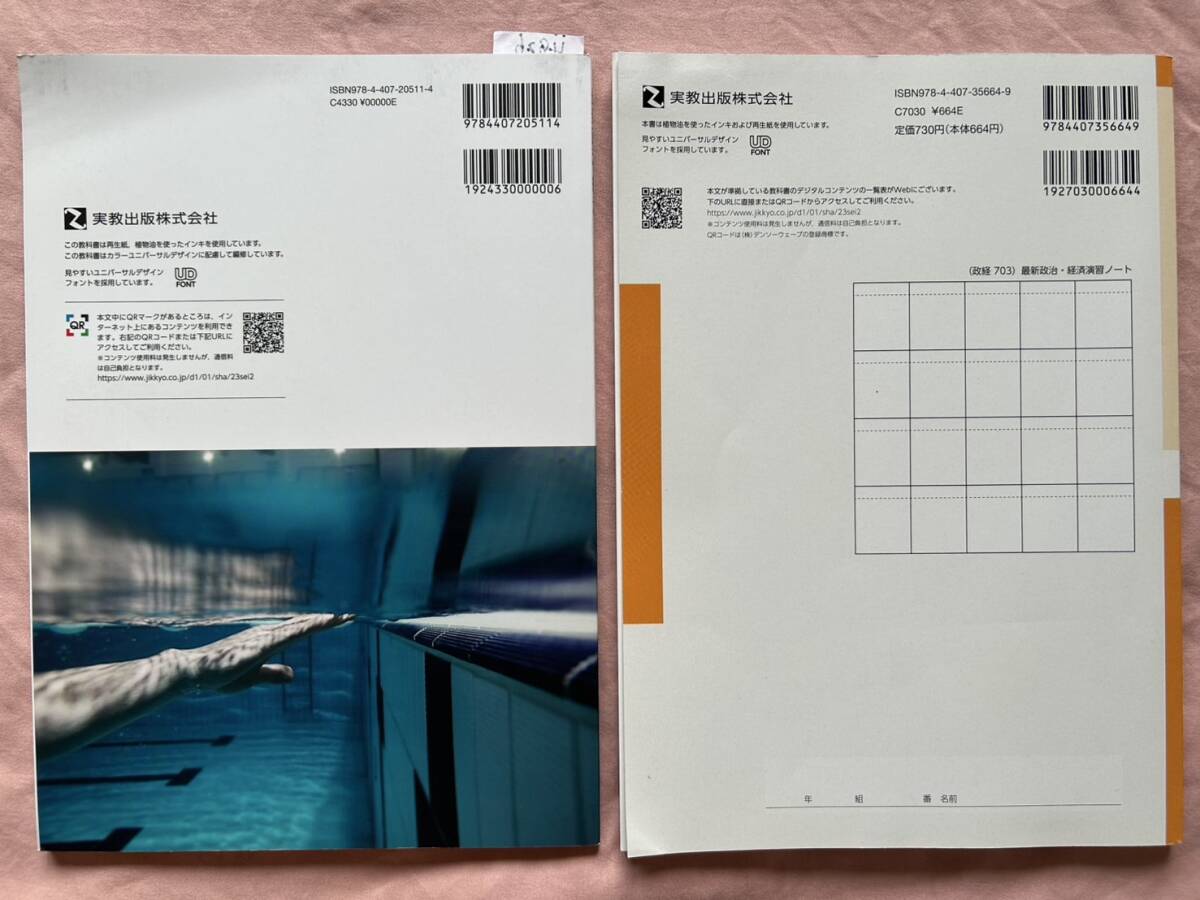 ISBN978-4-407-20511-4
C4330 ¥00000E
9784407205114
1924330000006
実教出版株式会社
この教科書は再生紙，植物油を使ったインキを使用しています。
この教科書はカラーユニバーサルデザインに配慮して編修しています。
見やすいユニバーサルデザイン
フォントを採用しています。
UD
FONT
QR
本文中にQRマークがあるところは，イン
ターネット上にあるコンテンツを利用でき
ます。右記のQRコードまたは下記URLに
アクセスしてご利用ください。
※コンテンツ使用料は発生しませんが，通信料
は自己負担となります。
https://www.jikkyo.co.jp/d1/01/sha/23sei2
実教出版株式会社
本書は植物油を使ったインキおよび再生紙を使用しています。
見やすいユニバーサルデザイン
フォントを採用しています。
UD
FONT
ISBN978-4-407-35664-9
C7030 ¥664E
定価730円（本体664円）
9784407356649
1927030006644
本文が準拠している教科書のデジタルコンテンツの一覧表がWebにございます。
下のURLに直接またはQRコードからアクセスしてご利用ください。
https://www.jikkyo.co.jp/d1/01/sha/23sei2
※コンテンツ使用料は発生しませんが，通信料は自己負担となります。
QRコードは（株）デンソーウェーブの登録商標です。
（政経 703）最新政治・経済演習ノート
年 組 番 名前